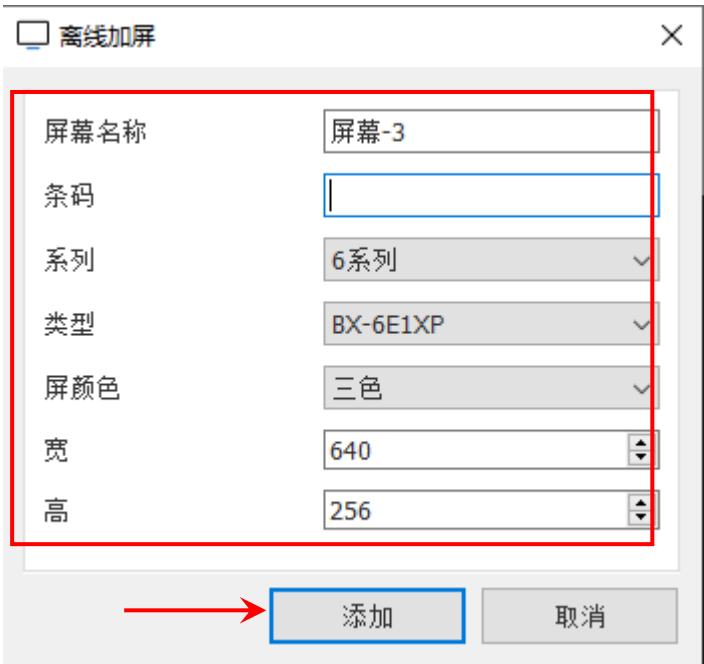 离线加屏
屏幕名称 屏幕-3
条码
系列 6系列
类型 BX-6E1XP
屏颜色 三色
宽 640
高 256
添加 取消